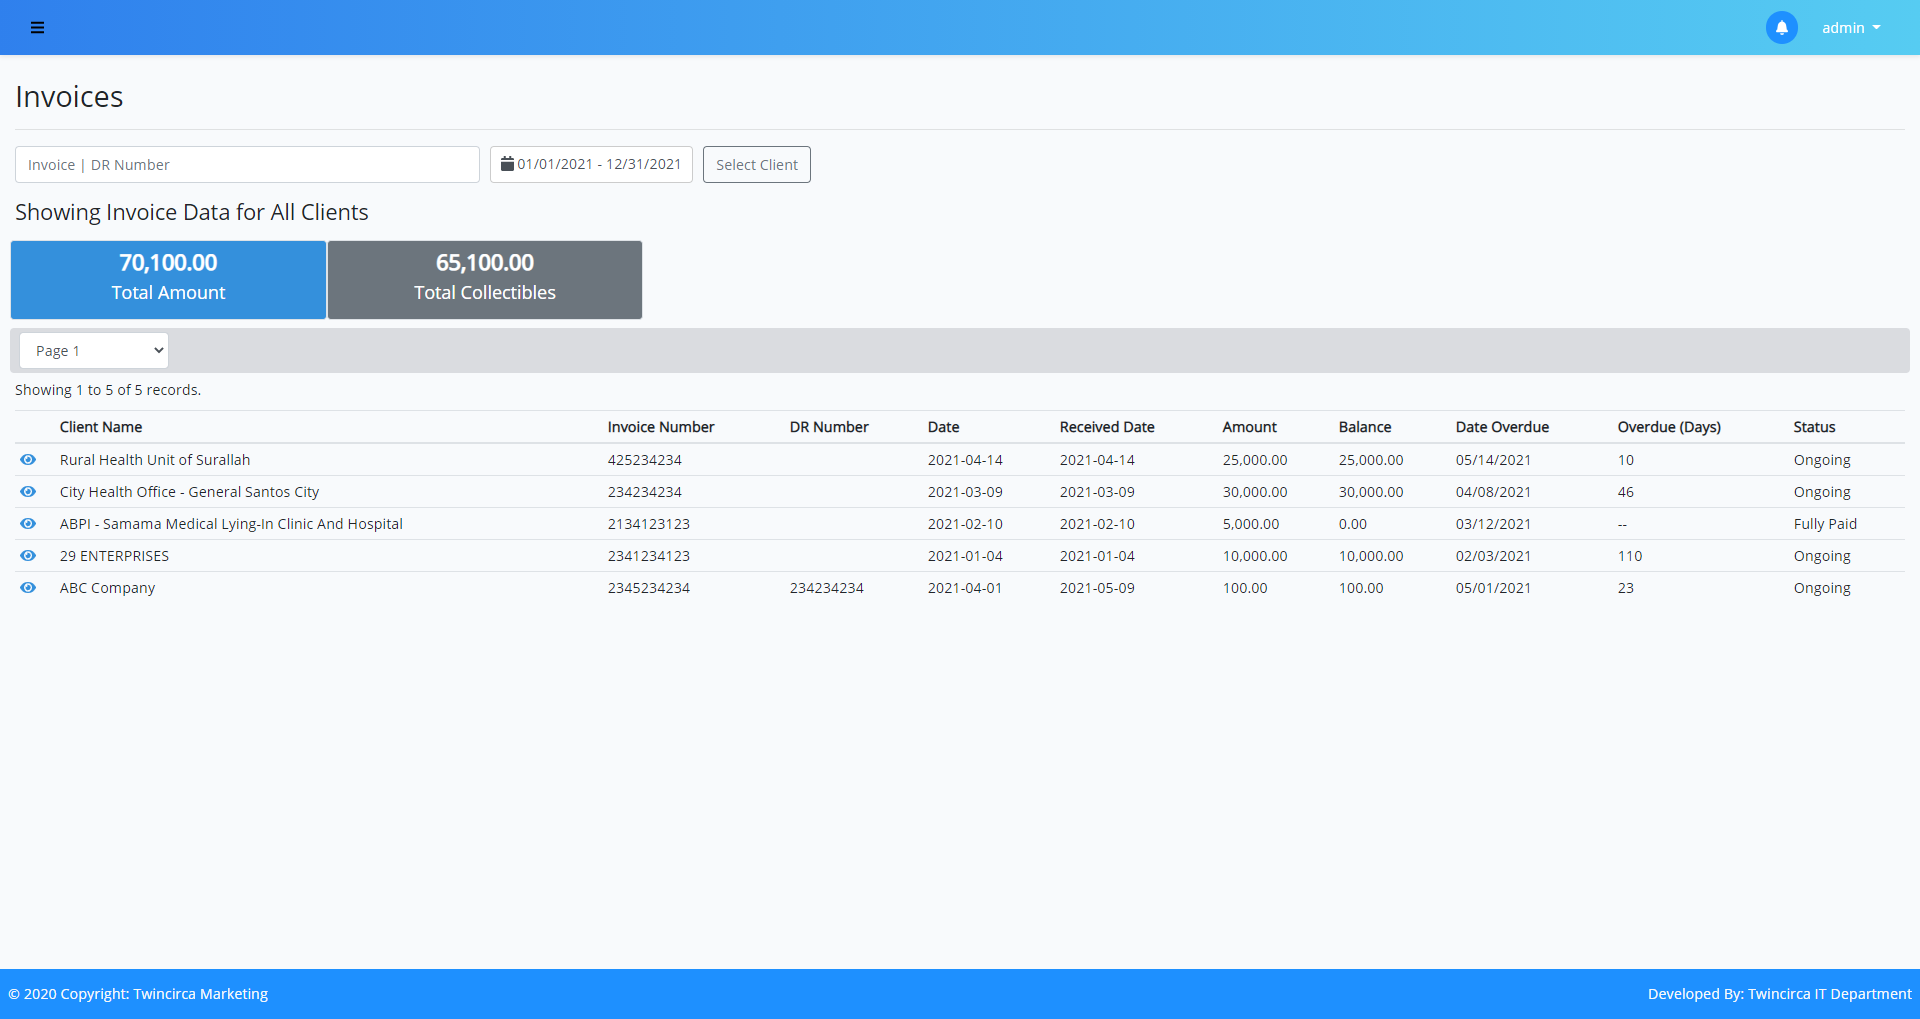 admin
Invoices
Invoice | DR Number
01/01/2021 - 12/31/2021
Select Client
Showing Invoice Data for All Clients
70,100.00
Total Amount
65,100.00
Total Collectibles
Page 1
Showing 1 to 5 of 5 records.
Client Name Invoice Number DR Number Date Received Date Amount Balance Date Overdue Overdue (Days) Status
Rural Health Unit of Surallah 425234234 2021-04-14 2021-04-14 25,000.00 25,000.00 05/14/2021 10 Ongoing
City Health Office - General Santos City 234234234 2021-03-09 2021-03-09 30,000.00 30,000.00 04/08/2021 46 Ongoing
ABPI - Samama Medical Lying-In Clinic And Hospital 2134123123 2021-02-10 2021-02-10 5,000.00 0.00 03/12/2021 -- Fully Paid
29 ENTERPRISES 2341234123 2021-01-04 2021-01-04 10,000.00 10,000.00 02/03/2021 110 Ongoing
ABC Company 2345234234 234234234 2021-04-01 2021-05-09 100.00 100.00 05/01/2021 23 Ongoing
© 2020 Copyright: Twincirca Marketing
Developed By: Twincirca IT Department